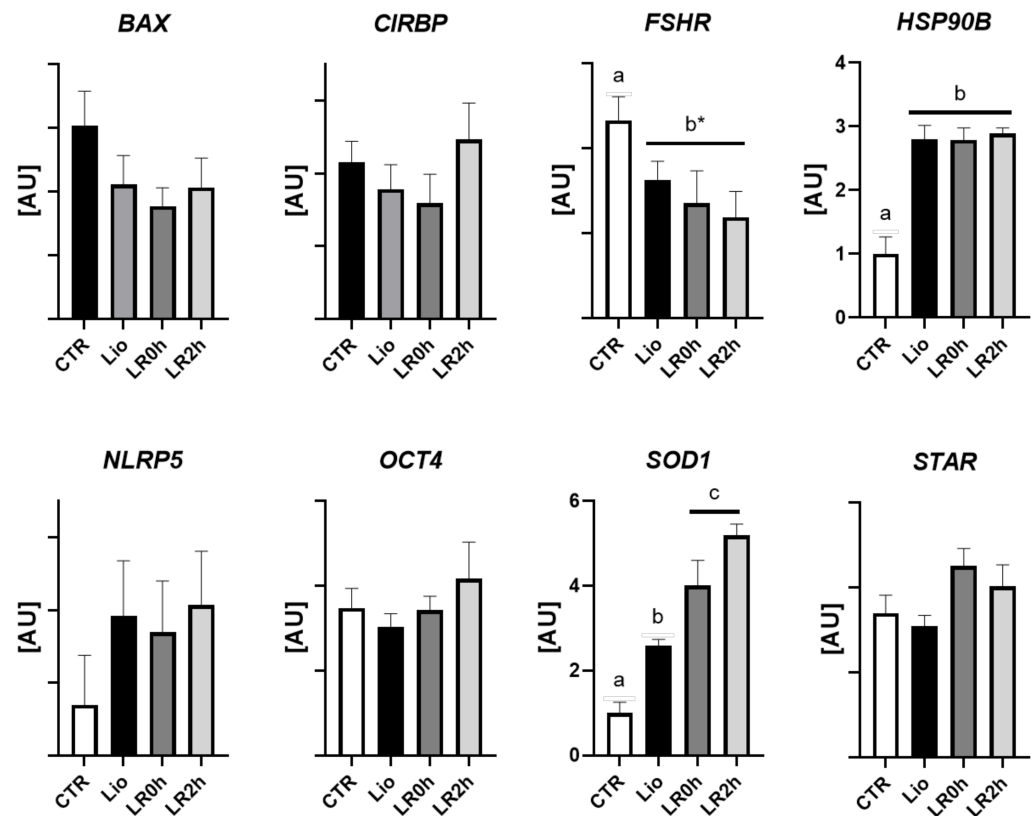 BAX
CIRBP
FSHR
HSP90B
[AU]
CTR
Lio
LR0h
LR2h
[AU]
CTR
Lio
LR0h
LR2h
[AU]
a
b*
CTR
Lio
LR0h
LR2h
[AU]
4
3
2
1
0
a
b
CTR
Lio
LR0h
LR2h
NLRP5
OCT4
SOD1
STAR
[AU]
CTR
Lio
LR0h
LR2h
[AU]
CTR
Lio
LR0h
LR2h
[AU]
6
4
2
0
a
b
c
CTR
Lio
LR0h
LR2h
[AU]
CTR
Lio
LR0h
LR2h